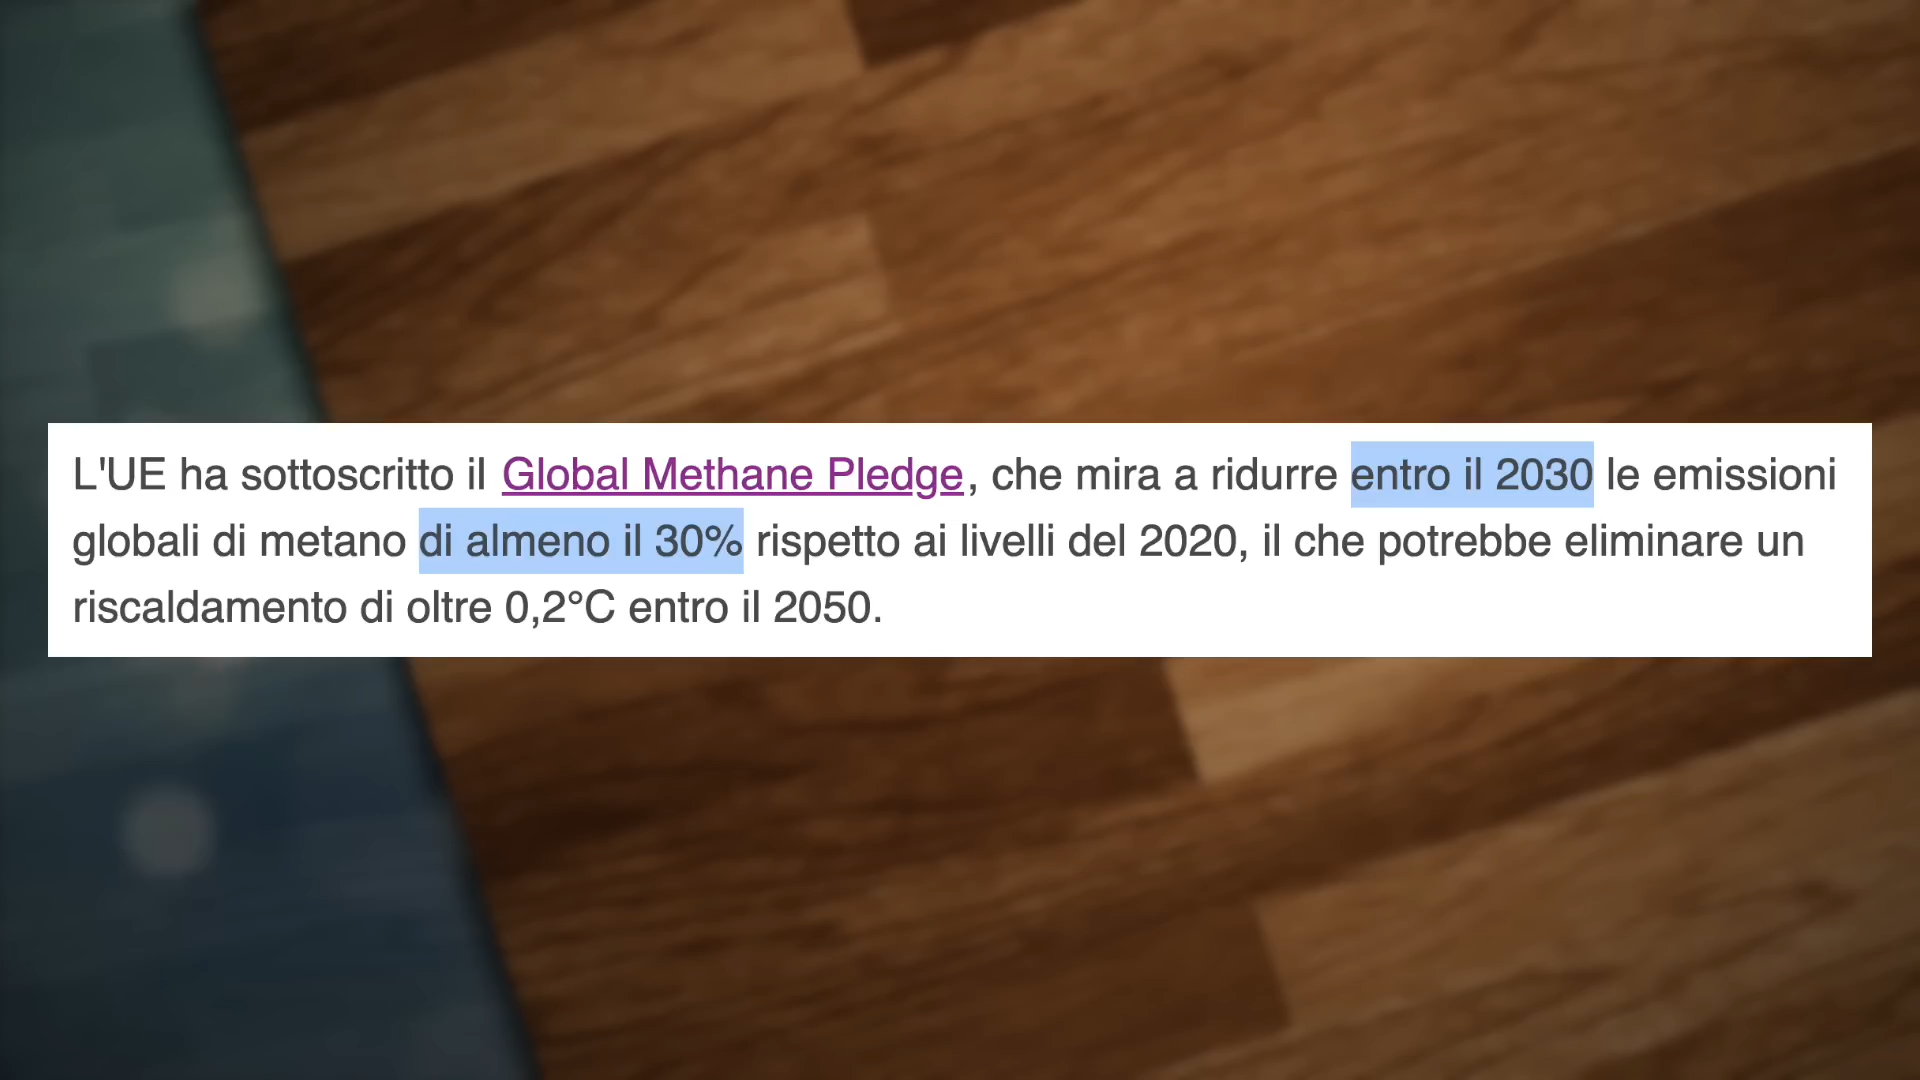 L'UE ha sottoscritto il Global Methane Pledge, che mira a ridurre entro il 2030 le emissioni
globali di metano di almeno il 30% rispetto ai livelli del 2020, il che potrebbe eliminare un
riscaldamento di oltre 0,2°C entro il 2050.